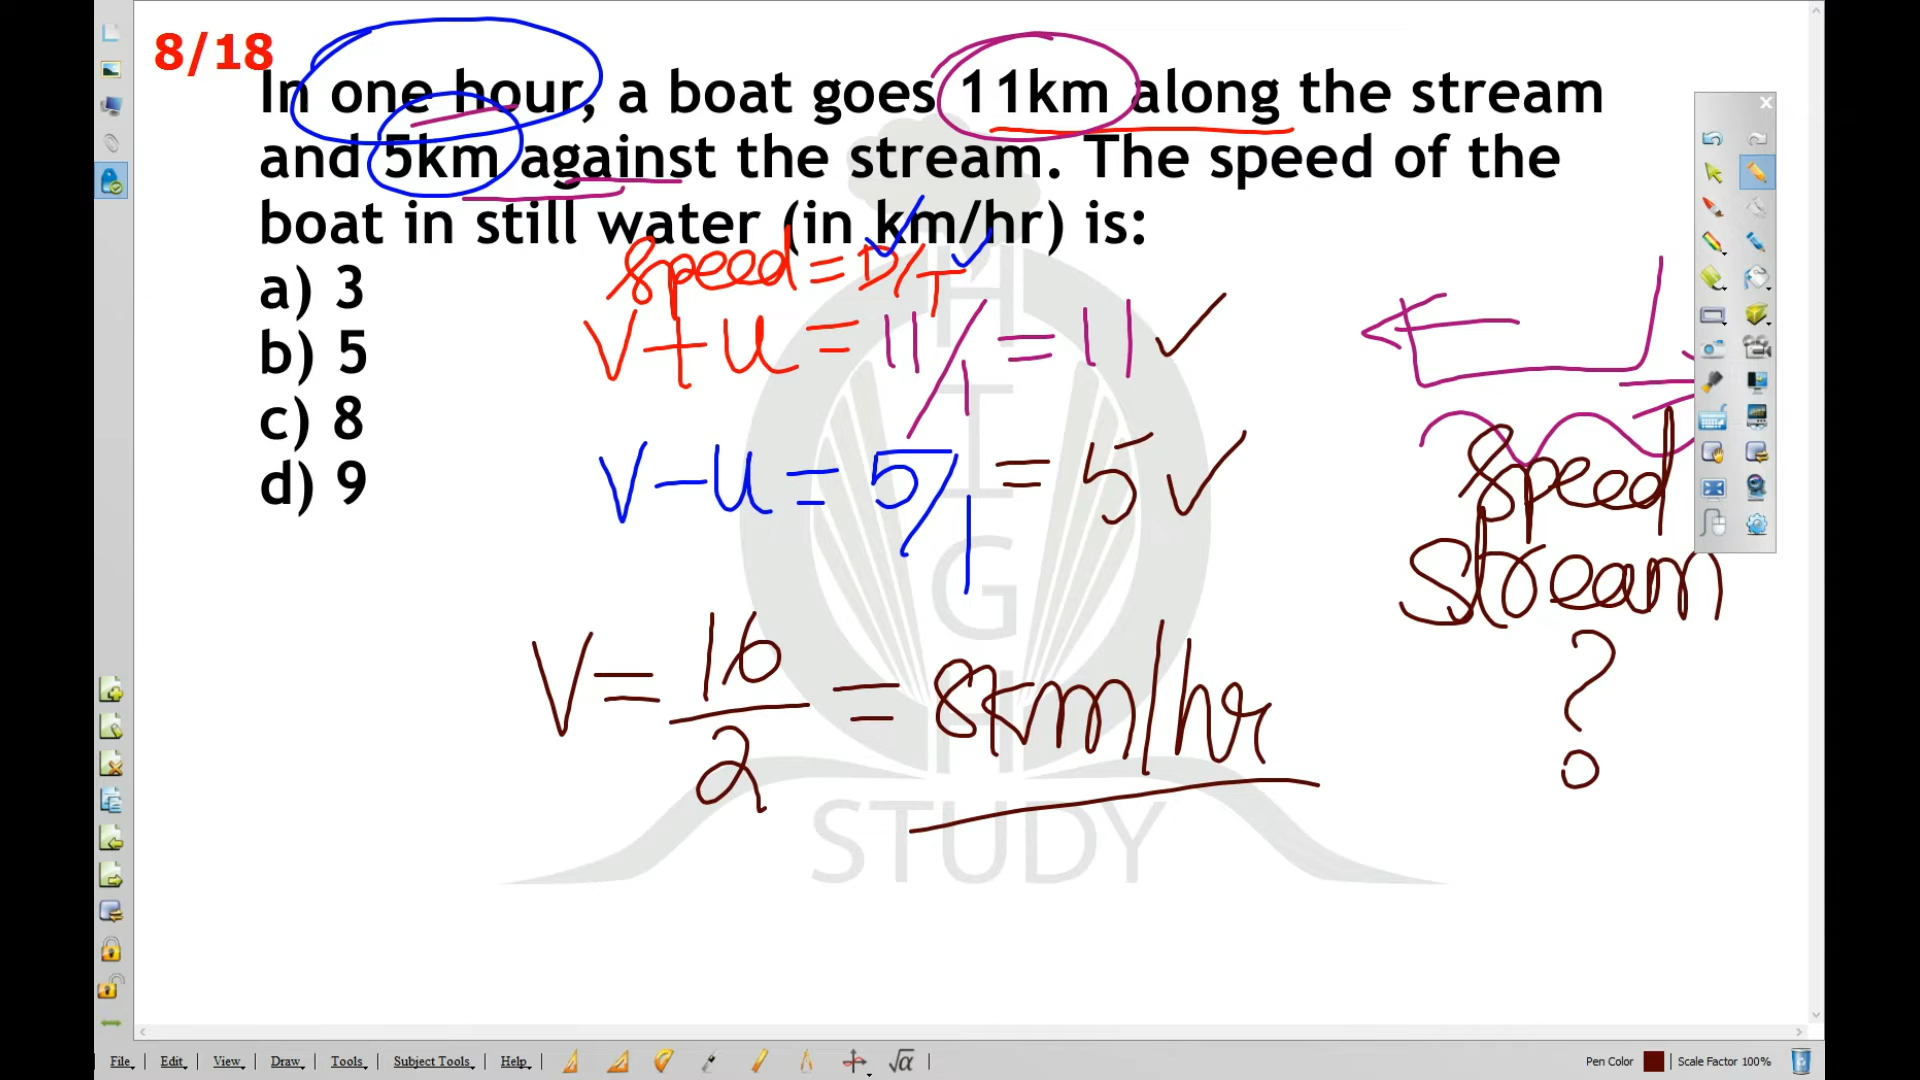 8/18
In one hour, a boat goes 11km along the stream
and 5km against the stream. The speed of the
boat in still water (in km/hr) is:
a) 3
b) 5
c) 8
d) 9
Speed = D/T
V+U = 11/1 = 11
V-U = 5/1 = 5
V = 16/2 = 8km/hr
Speed
stream
?
HIGH
STUDY
File Edit View Draw Tools Subject Tools Help
Pen Color Scale Factor 100%